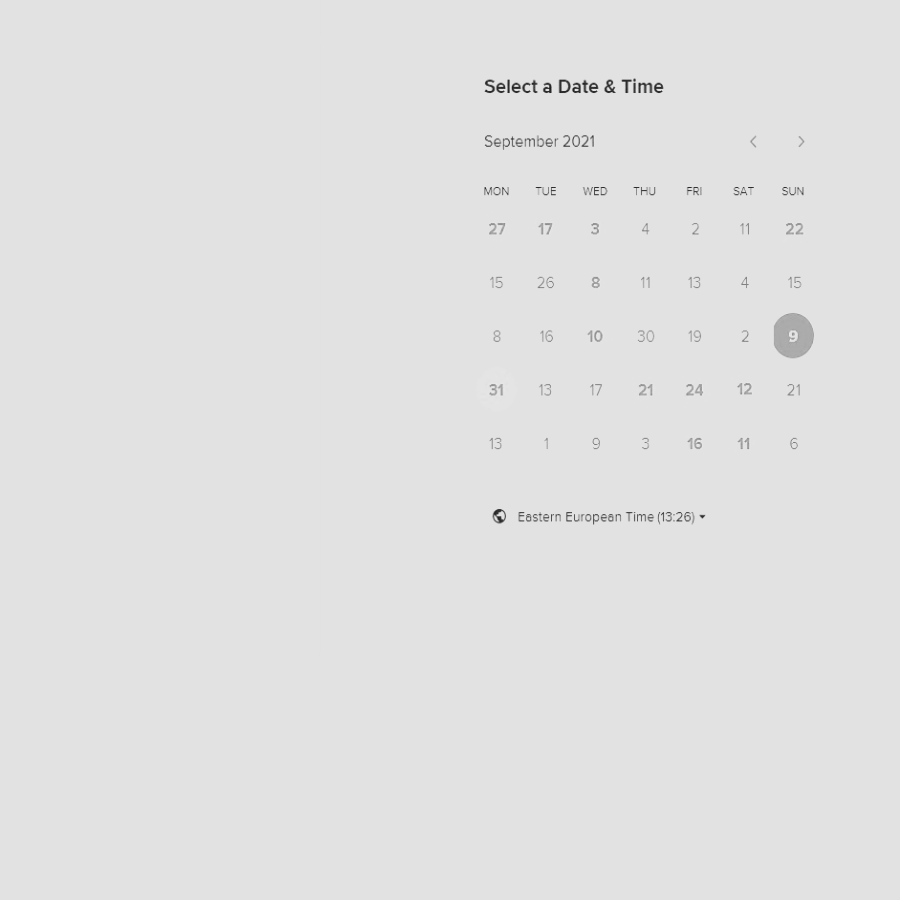 Select a Date & Time
September 2021
MON TUE WED THU FRI SAT SUN
27 17 3 4 2 11 22
15 26 8 11 13 4 15
8 16 10 30 19 2 9
31 13 17 21 24 12 21
13 1 9 3 16 11 6
Eastern European Time (13:26)